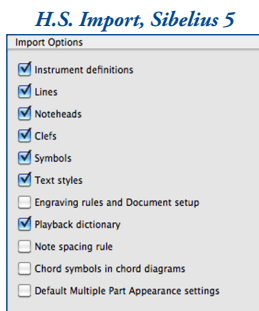 H.S. Import, Sibelius 5
Import Options
Instrument definitions
Lines
Noteheads
Clefs
Symbols
Text styles
Engraving rules and Document setup
Playback dictionary
Note spacing rule
Chord symbols in chord diagrams
Default Multiple Part Appearance settings